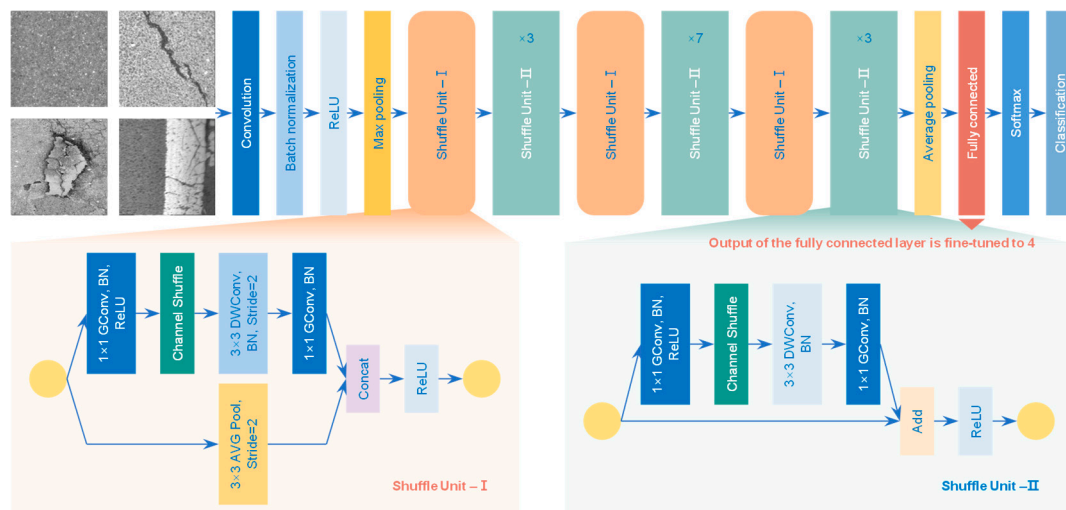 Convolution
Batch normalization
ReLU
Max pooling
Shuffle Unit – I
×3
Shuffle Unit –II
Shuffle Unit – I
×7
Shuffle Unit –II
Shuffle Unit – I
×3
Shuffle Unit –II
Average pooling
Fully connected
Softmax
Classification
Output of the fully connected layer is fine-tuned to 4
1×1 GConv, BN,
ReLU
Channel Shuffle
3×3 DWConv,
BN, Stride=2
1×1 GConv, BN
3×3 AVG Pool,
Stride=2
Concat
ReLU
Shuffle Unit – I
1×1 GConv, BN,
ReLU
Channel Shuffle
3×3 DWConv,
BN
1×1 GConv, BN
Add
ReLU
Shuffle Unit –II